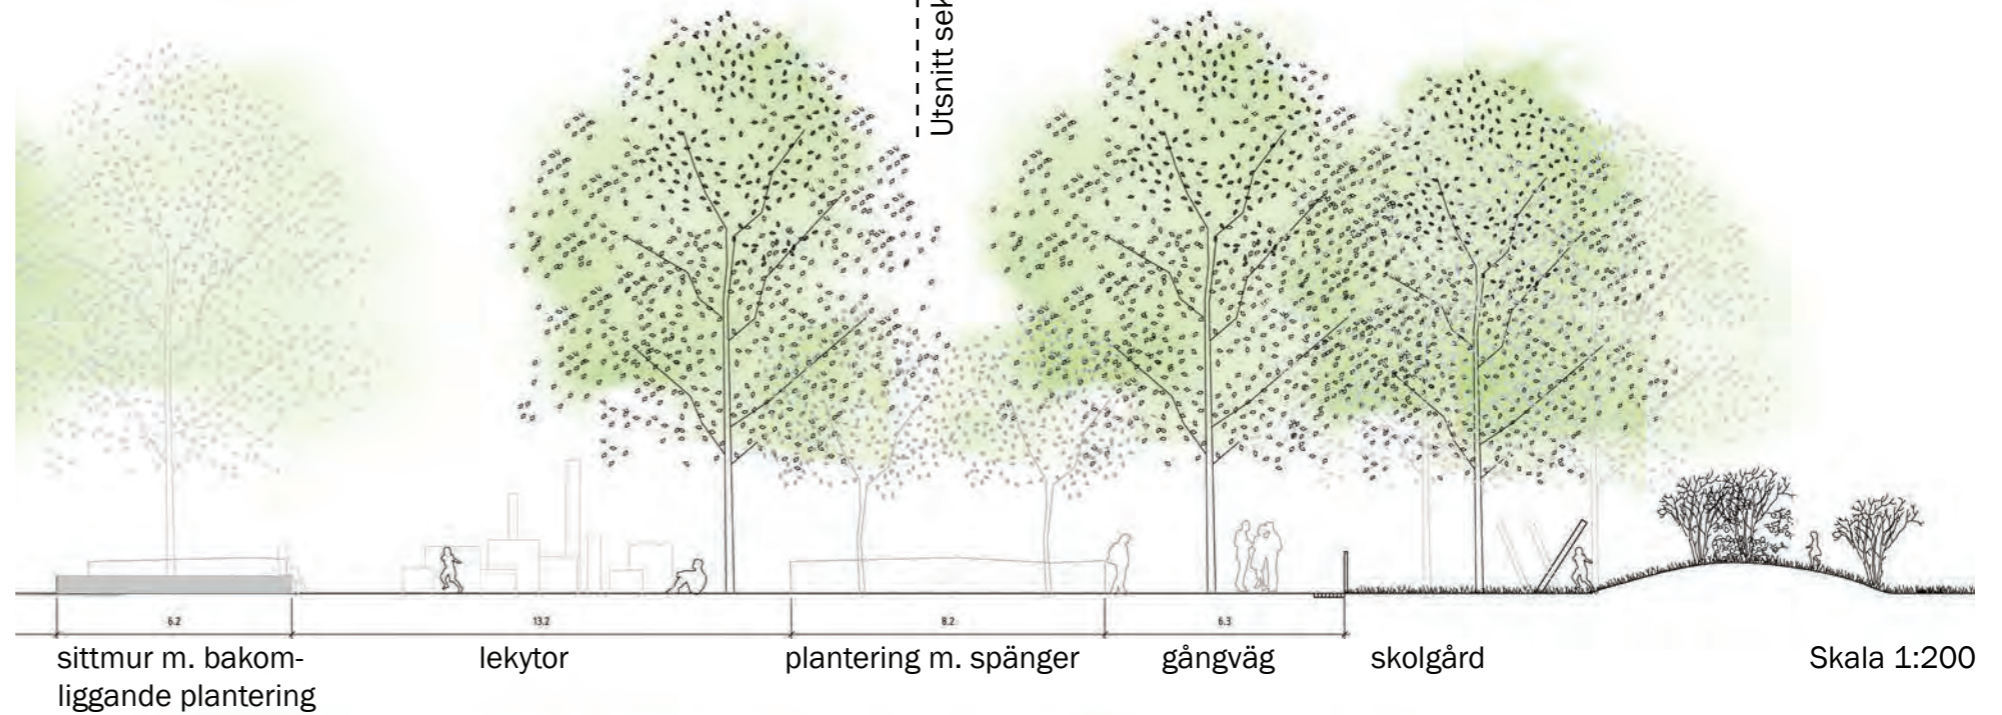 Utsnitt sek
6.2
13.2
8.2
6.3
sittmur m. bakom-
liggande plantering
lekytor
plantering m. spänger
gångväg
skolgård
Skala 1:200